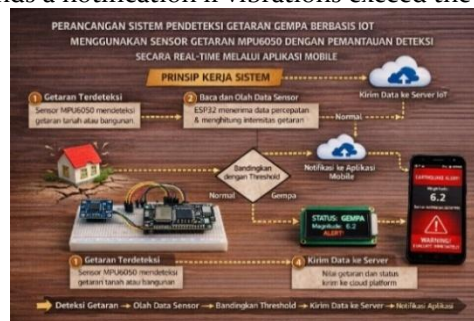 PERANCANGAN SISTEM PENDETEKSI GETARAN GEMPA BERBASIS IOT
MENGGUNAKAN SENSOR GETARAN MPU6050 DENGAN PEMANTAUAN DETEKSI
SECARA REAL-TIME MELALUI APLIKASI MOBILE
PRINSIP KERJA SISTEM
1 Getaran Terdeteksi
Sensor MPU6050 mendeteksi
getaran tanah atau bangunan
2 Baca dan Olah Data Sensor
ESP32 menerima data percepatan
& menghitung intensitas getaran
Kirim Data ke Server IoT
Normal
Bandingkan
dengan Threshold
Normal
Gempa
Notifikasi ke Aplikasi
Mobile
EARTHQUAKE ALERT
Magnitude:
6.2
WARNING!
STATUS: GEMPA
Magnitude: 6.2
ALERT!
1 Getaran Terdeteksi
Sensor MPU6050 mendeteksi
getaran tanah atau bangunan
4 Kirim Data ke Server
Nilai getaran dan status
krim ke cloud platform
Deteksi Getaran → Olah Data Sensor → Bandingkan Threshold → Kirim Data ke Server → Notifikasi Aplikasi